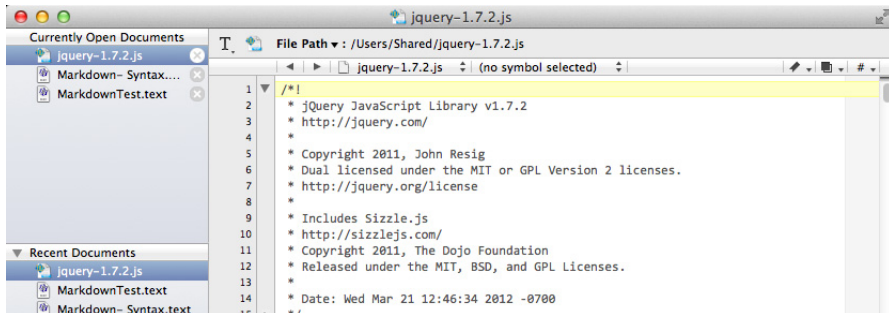 jquery-1.7.2.js
Currently Open Documents
jquery-1.7.2.js
Markdown- Syntax....
MarkdownTest.text
Recent Documents
jquery-1.7.2.js
MarkdownTest.text
Markdown- Syntax.text
T. File Path ▾ : /Users/Shared/jquery-1.7.2.js
jquery-1.7.2.js (no symbol selected) #
1 /*!
2 * jQuery JavaScript Library v1.7.2
3 * http://jquery.com/
4 *
5 * Copyright 2011, John Resig
6 * Dual licensed under the MIT or GPL Version 2 licenses.
7 * http://jquery.org/license
8 *
9 * Includes Sizzle.js
10 * http://sizzlejs.com/
11 * Copyright 2011, The Dojo Foundation
12 * Released under the MIT, BSD, and GPL Licenses.
13 *
14 * Date: Wed Mar 21 12:46:34 2012 -0700